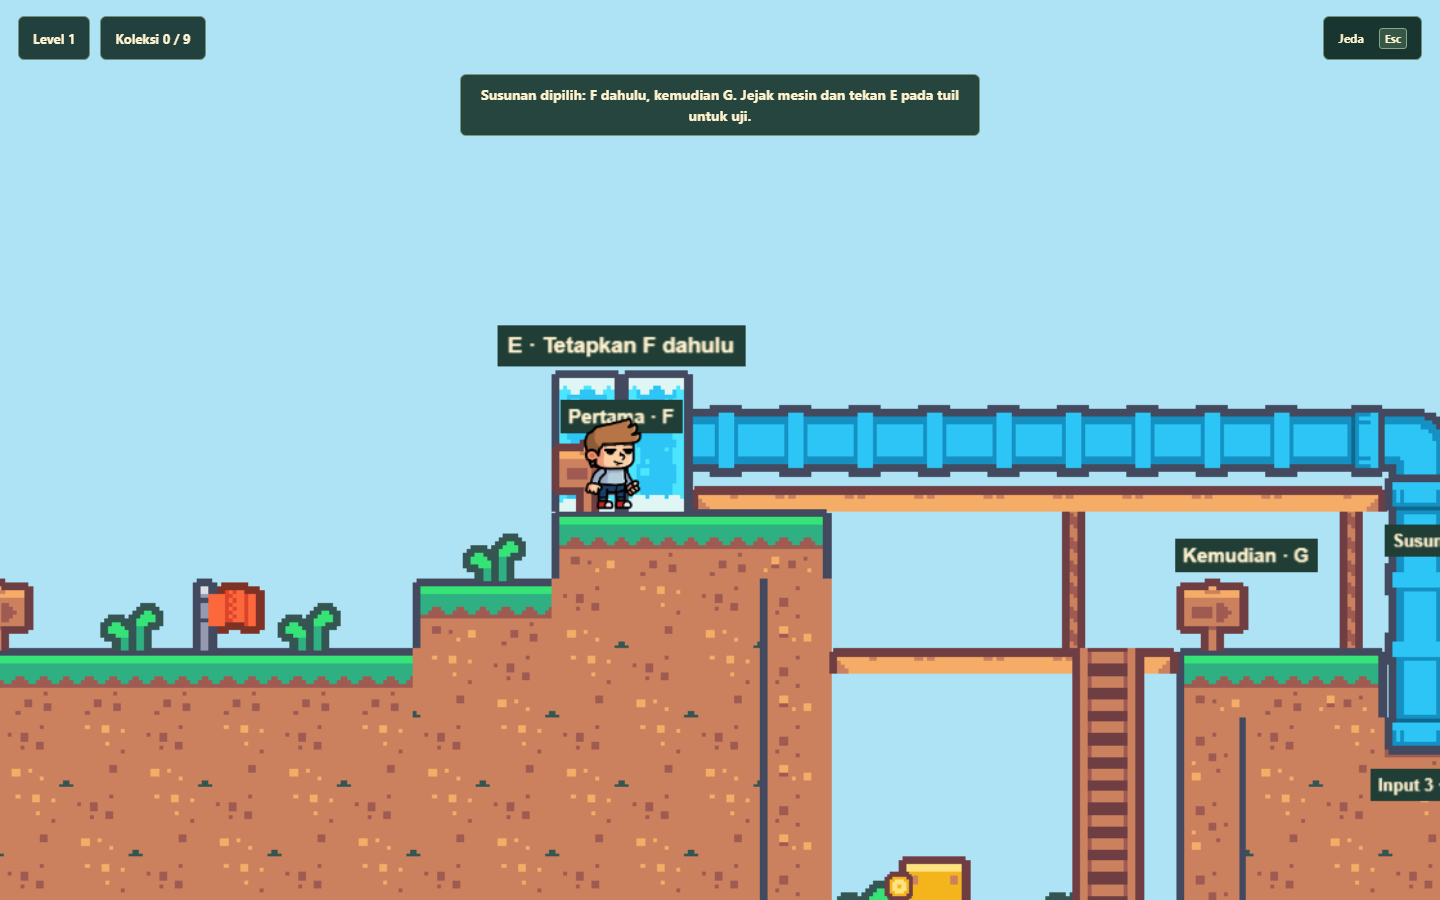 Level 1
Koleksi 0 / 9
Jeda Esc
Susunan dipilih: F dahulu, kemudian G. Jejak mesin dan tekan E pada tuil
untuk uji.
E · Tetapkan F dahulu
Pertama · F
Kemudian · G
Input 3